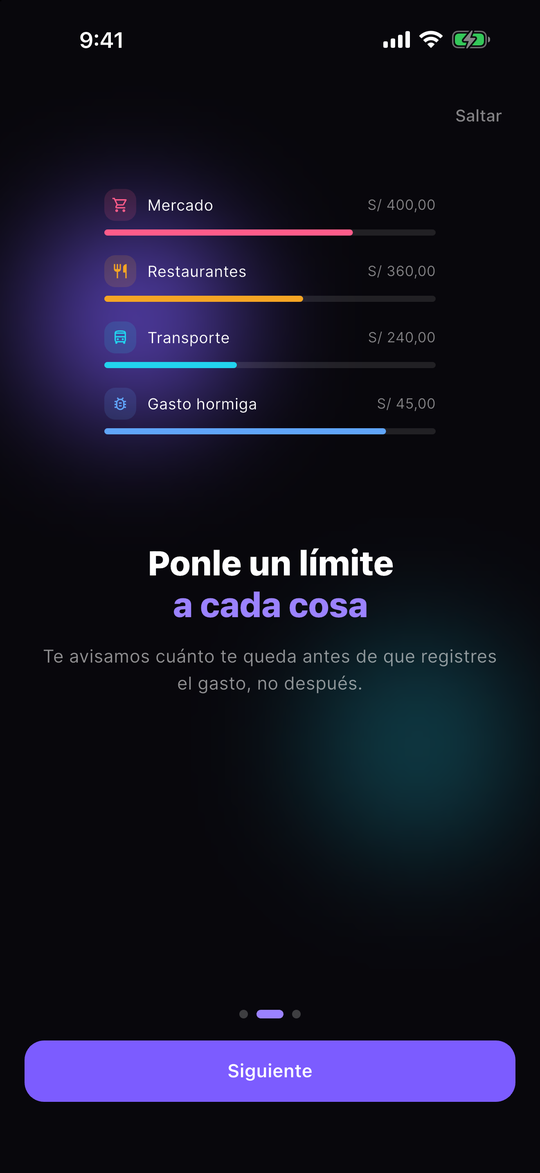 9:41
Saltar
Mercado S/ 400,00
Restaurantes S/ 360,00
Transporte S/ 240,00
Gasto hormiga S/ 45,00
Ponle un límite
a cada cosa
Te avisamos cuánto te queda antes de que registres
el gasto, no después.
Siguiente